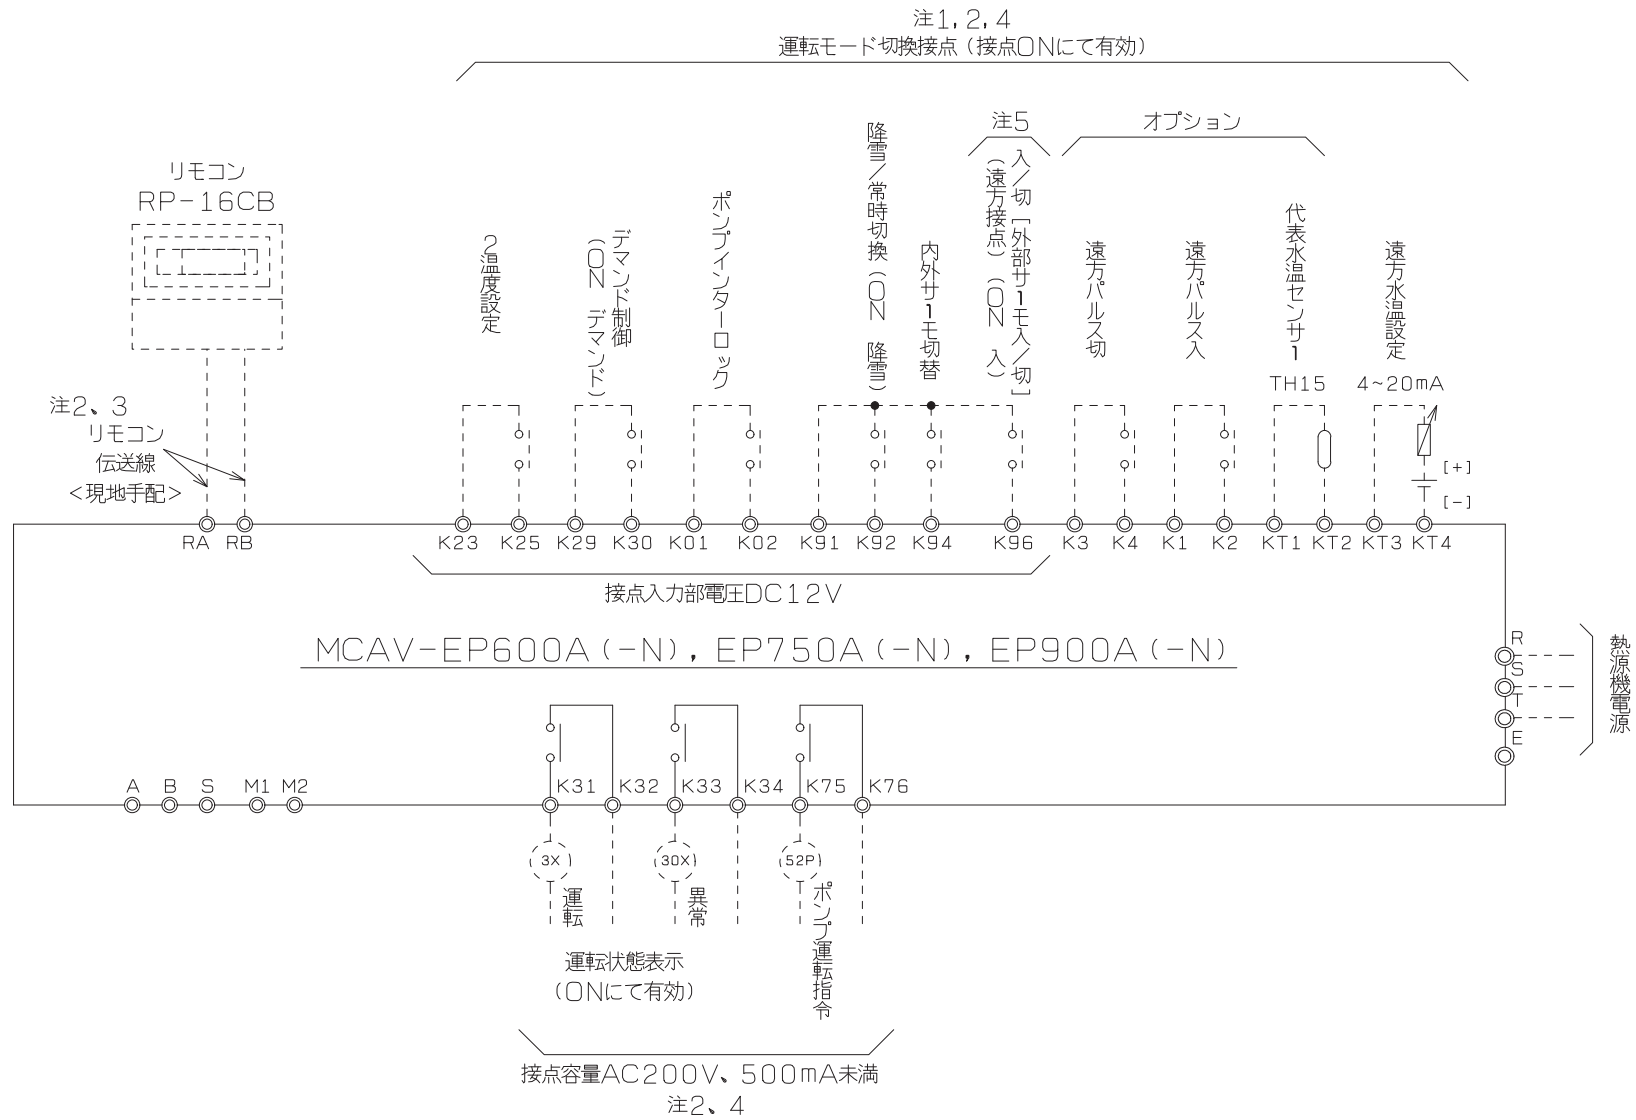 注1，2，4
運転モード切換接点（接点ONにて有効）
注5
オプション
リモコン
RP-16CB
2温度設定
デマンド制御
（ON　デマンド）
ポンプインターロック
降雪／常時切換（ON　降雪）
内外サーモ切替
入／切［外部サーモ入／切］
（遠方接点）（ON　入）
遠方パルス切
遠方パルス入
代表水温センサー
遠方水温設定
TH15
4~20mA
注2、3
リモコン
伝送線
＜現地手配＞
[+]
[-]
RA RB K23 K25 K29 K30 K01 K02 K91 K92 K94 K96 K3 K4 K1 K2 KT1 KT2 KT3 KT4
接点入力部電圧DC12V
MCAV-EP600A（-N），EP750A（-N），EP900A（-N）
R
S
T
E
熱源機電源
A B S M1 M2 K31 K32 K33 K34 K75 K76
3X 30X 52P
運転
異常
ポンプ運転指令
運転状態表示
（ONにて有効）
接点容量AC200V、500mA未満
注2、4